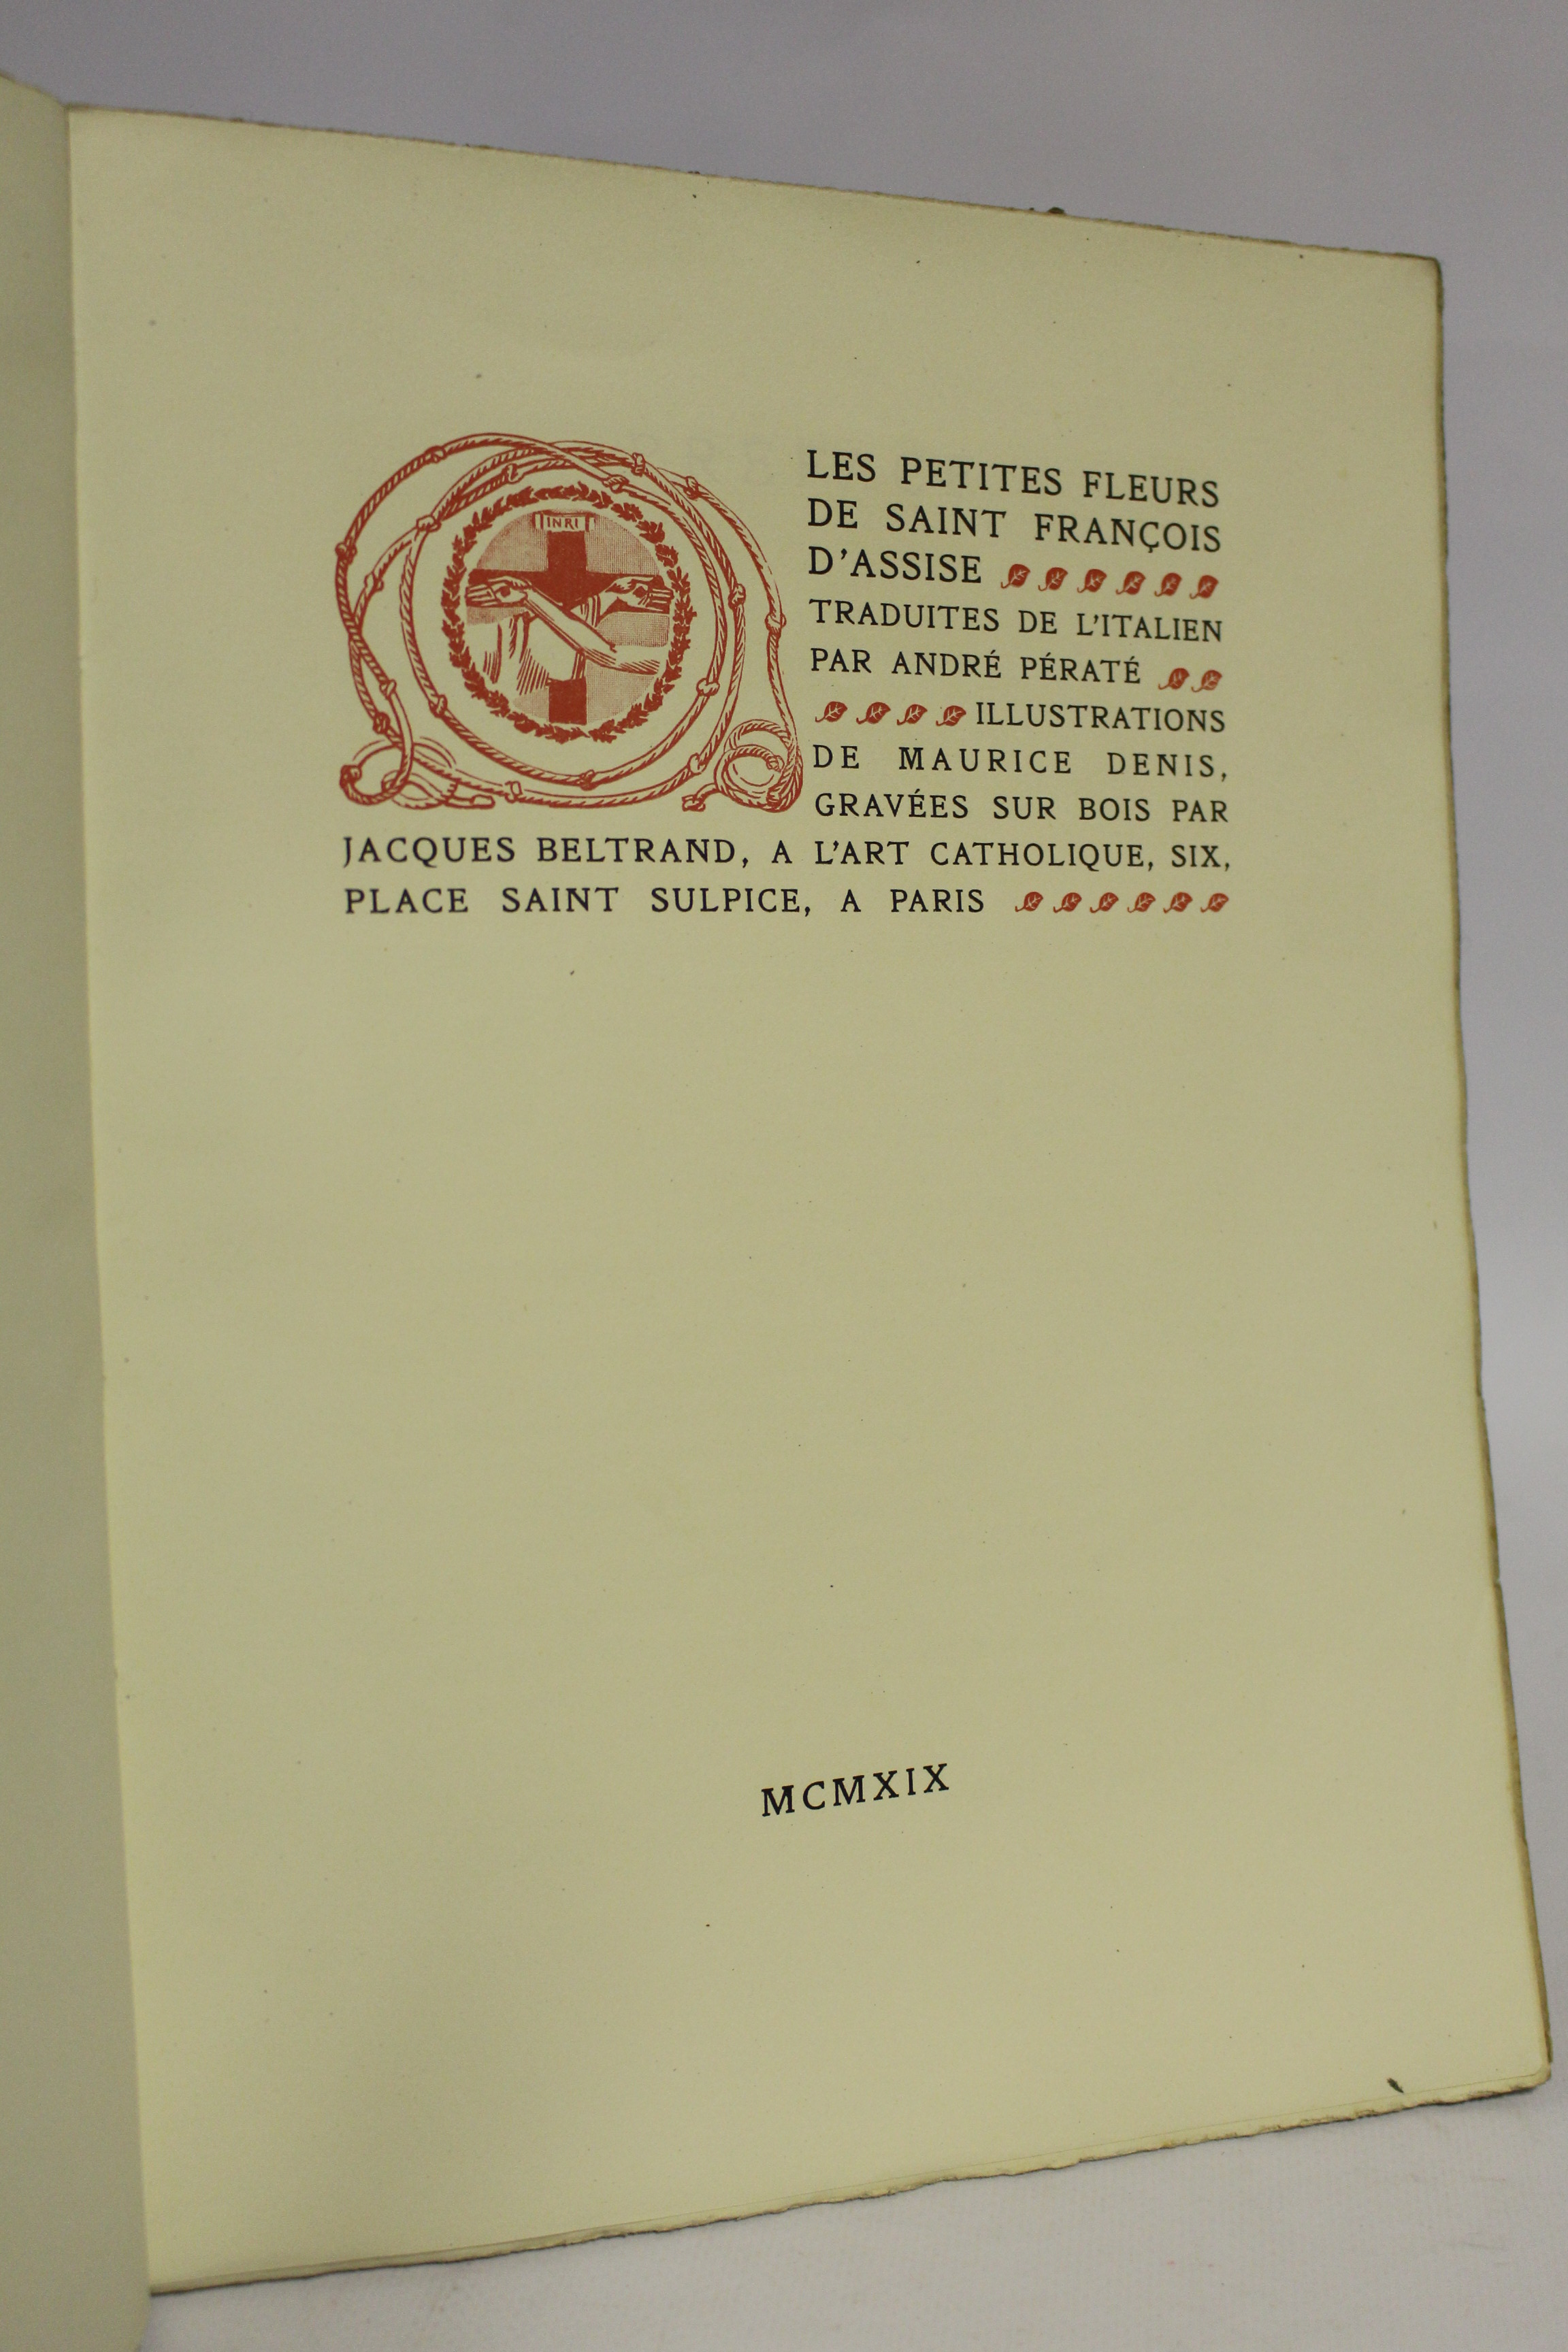 INRI
LES PETITES FLEURS
DE SAINT FRANÇOIS
D'ASSISE
TRADUITES DE L'ITALIEN
PAR ANDRÉ PÉRATÉ
ILLUSTRATIONS
DE MAURICE DENIS,
GRAVÉES SUR BOIS PAR
JACQUES BELTRAND, A L'ART CATHOLIQUE, SIX,
PLACE SAINT SULPICE, A PARIS
MCMXIX